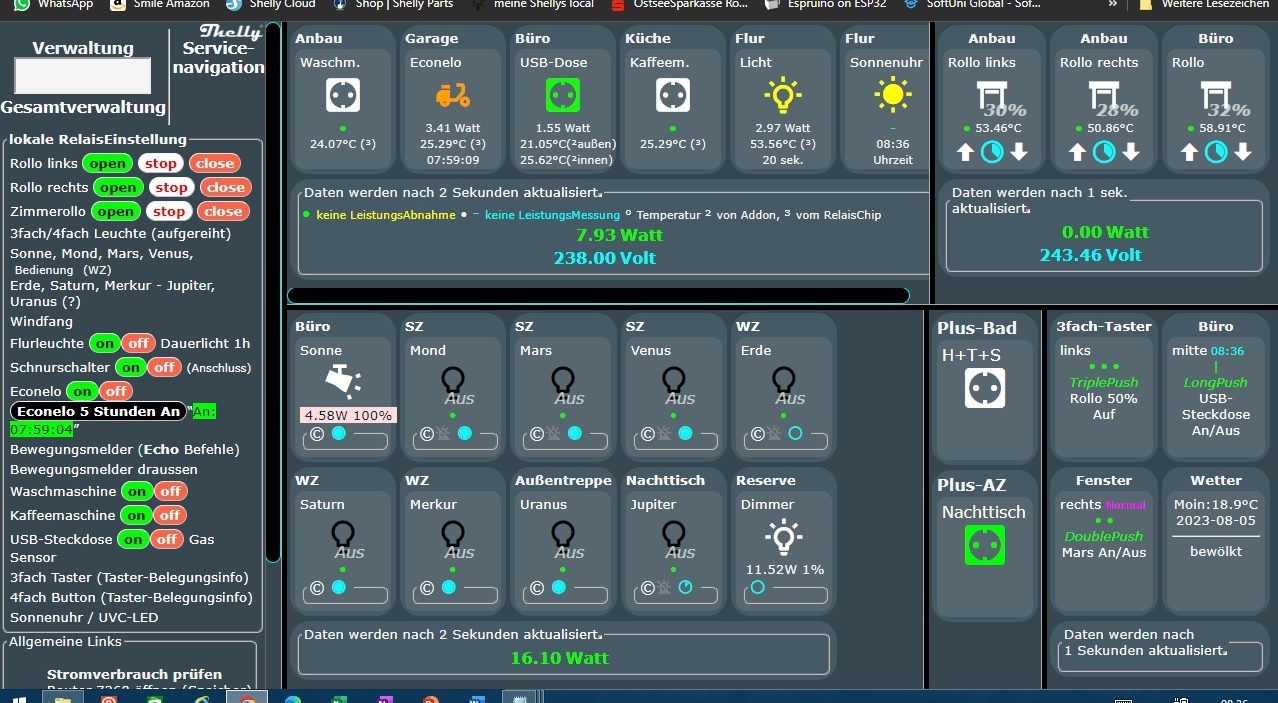 WhatsApp
Smile Amazon
Shelly Cloud
Shop | Shelly Parts
meine Shellys local
OstseeSparkasse Ro...
Espruino on ESP32
SoftUni Global - Sof...
»
Weitere Lesezeichen
Verwaltung
Gesamtverwaltung
Shelly
Service-
navigation
lokale RelaisEinstellung
Rollo links open stop close
Rollo rechts open stop close
Zimmerollo open stop close
3fach/4fach Leuchte (aufgereiht)
Sonne, Mond, Mars, Venus,
Bedienung (WZ)
Erde, Saturn, Merkur - Jupiter,
Uranus (?)
Windfang
Flurleuchte on off Dauerlicht 1h
Schnurschalter on off (Anschluss)
Econelo on off
Econelo 5 Stunden An "An:
07:59:04"
Bewegungsmelder (Echo Befehle)
Bewegungsmelder draussen
Waschmaschine on off
Kaffeemaschine on off
USB-Steckdose on off Gas
Sensor
3fach Taster (Taster-Belegungsinfo)
4fach Button (Taster-Belegungsinfo)
Sonnenuhr / UVC-LED
Allgemeine Links
Stromverbrauch prüfen
Anbau
Waschm.
24.07°C (³)
Garage
Econelo
3.41 Watt
25.29°C (³)
07:59:09
Büro
USB-Dose
1.55 Watt
21.05°C(²außen)
25.62°C(²innen)
Küche
Kaffeem.
25.29°C (³)
Flur
Licht
2.97 Watt
53.56°C (³)
20 sek.
Flur
Sonnenuhr
–
08:36
Uhrzeit
Daten werden nach 2 Sekunden aktualisiert.
• keine LeistungsAbnahme • – keine LeistungsMessung ° Temperatur ² von Addon, ³ vom RelaisChip
7.93 Watt
238.00 Volt
Anbau
Rollo links
30%
53.46°C
Anbau
Rollo rechts
28%
50.86°C
Büro
Rollo
32%
58.91°C
Daten werden nach 1 sek.
aktualisiert.
0.00 Watt
243.46 Volt
Büro
Sonne
4.58W 100%
©
SZ
Mond
Aus
©
SZ
Mars
Aus
©
SZ
Venus
Aus
©
WZ
Erde
Aus
©
WZ
Saturn
Aus
©
WZ
Merkur
Aus
©
Außentreppe
Uranus
Aus
©
Nachttisch
Jupiter
Aus
©
Reserve
Dimmer
11.52W 1%
Daten werden nach 2 Sekunden aktualisiert.
16.10 Watt
Plus-Bad
H+T+S
Plus-AZ
Nachttisch
3fach-Taster
links
• • •
TriplePush
Rollo 50%
Auf
Büro
mitte 08:36
|
LongPush
USB-
Steckdose
An/Aus
Fenster
rechts Normal
• •
DoublePush
Mars An/Aus
Wetter
Moin:18.9°C
2023-08-05
bewölkt
Daten werden nach
1 Sekunden aktualisiert.